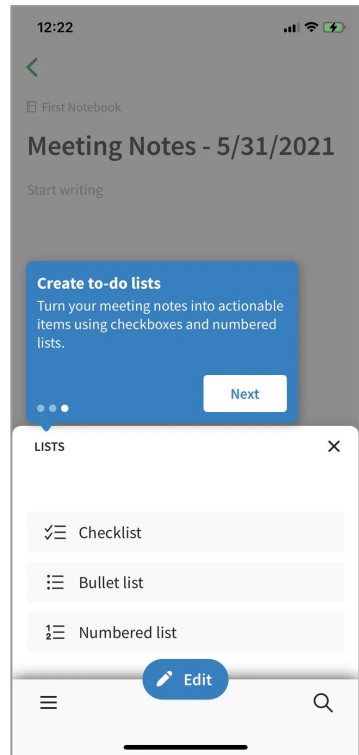 12:22
First Notebook
Meeting Notes - 5/31/2021
Start writing
Create to-do lists
Turn your meeting notes into actionable
items using checkboxes and numbered
lists.
Next
LISTS
Checklist
Bullet list
Numbered list
Edit